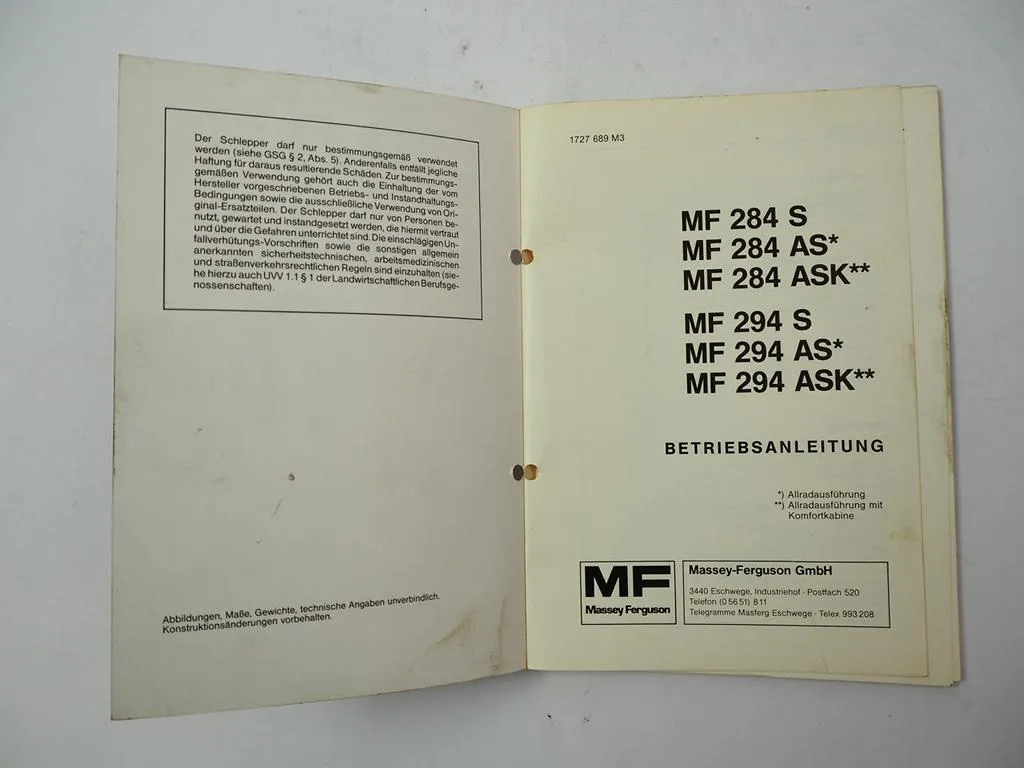 Der Schlepper darf nur bestimmungsgemäß verwendet
werden (siehe GSG § 2, Abs. 5). Anderenfalls entfällt jegliche
Haftung für daraus resultierende Schäden. Zur bestimmungs-
gemäßen Verwendung gehört auch die Einhaltung der vom
Hersteller vorgeschriebenen Betriebs- und Instandhaltungs-
Bedingungen sowie die ausschließliche Verwendung von Ori-
ginal-Ersatzteilen. Der Schlepper darf nur von Personen be-
nutzt, gewartet und instandgesetzt werden, die hiermit vertraut
und über die Gefahren unterrichtet sind. Die einschlägigen Un-
fallverhütungs-Vorschriften sowie die sonstigen allgemein
anerkannten sicherheitstechnischen, arbeitsmedizinischen
und straßenverkehrsrechtlichen Regeln sind einzuhalten (sie-
he hierzu auch UVV 1.1 § 1 der Landwirtschaftlichen Berufsge-
nossenschaften).
Abbildungen, Maße, Gewichte, technische Angaben unverbindlich.
Konstruktionsänderungen vorbehalten.
1727 689 M3
MF 284 S
MF 284 AS*
MF 284 ASK**
MF 294 S
MF 294 AS*
MF 294 ASK**
BETRIEBSANLEITUNG
*) Allradausführung
**) Allradausführung mit
Komfortkabine
MF
Massey Ferguson
Massey-Ferguson GmbH
3440 Eschwege, Industriehof · Postfach 520
Telefon (0 56 51) 8 11
Telegramme Masferg Eschwege · Telex 993 208